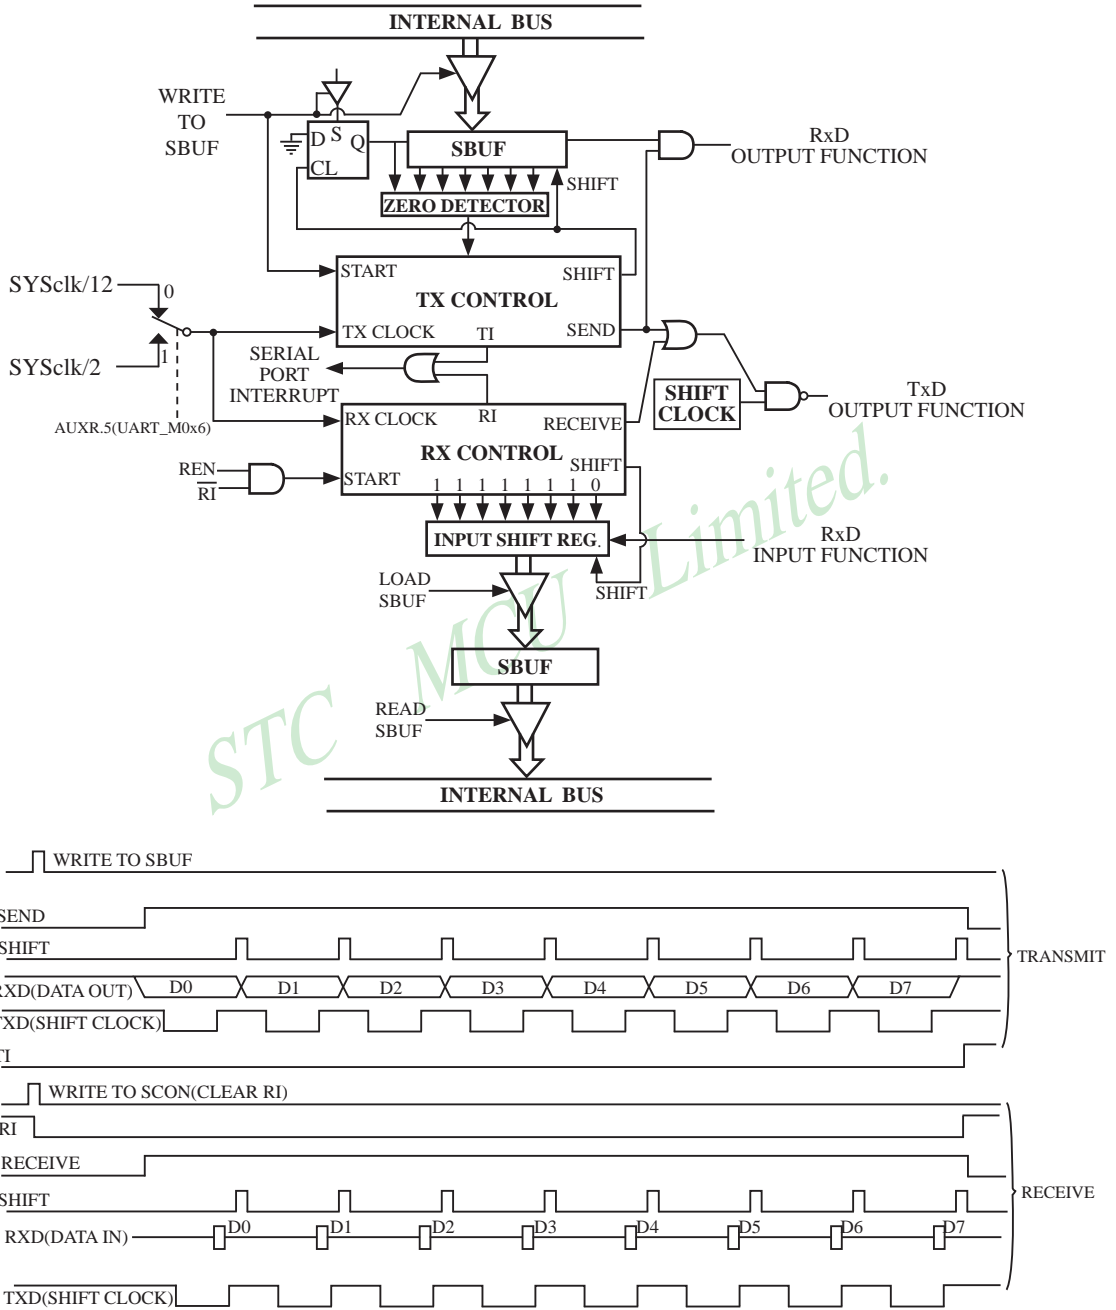 INTERNAL BUS
WRITE
TO
SBUF
D S Q
CL
SBUF
SHIFT
ZERO DETECTOR
RxD
OUTPUT FUNCTION
SYSclk/12
0
1
SYSclk/2
AUXR.5(UART_M0x6)
START
SHIFT
TX CONTROL
TX CLOCK
TI
SEND
SERIAL
PORT
INTERRUPT
SHIFT
CLOCK
TxD
OUTPUT FUNCTION
RX CLOCK
RI
RECEIVE
RX CONTROL
SHIFT
START
1 1 1 1 1 1 1 0
REN
RI
INPUT SHIFT REG.
RxD
INPUT FUNCTION
SHIFT
LOAD
SBUF
SBUF
READ
SBUF
INTERNAL BUS
STC MCU Limited.
WRITE TO SBUF
SEND
SHIFT
RXD(DATA OUT) D0 D1 D2 D3 D4 D5 D6 D7
TXD(SHIFT CLOCK)
TI
TRANSMIT
WRITE TO SCON(CLEAR RI)
RI
RECEIVE
SHIFT
RXD(DATA IN) D0 D1 D2 D3 D4 D5 D6 D7
TXD(SHIFT CLOCK)
RECEIVE